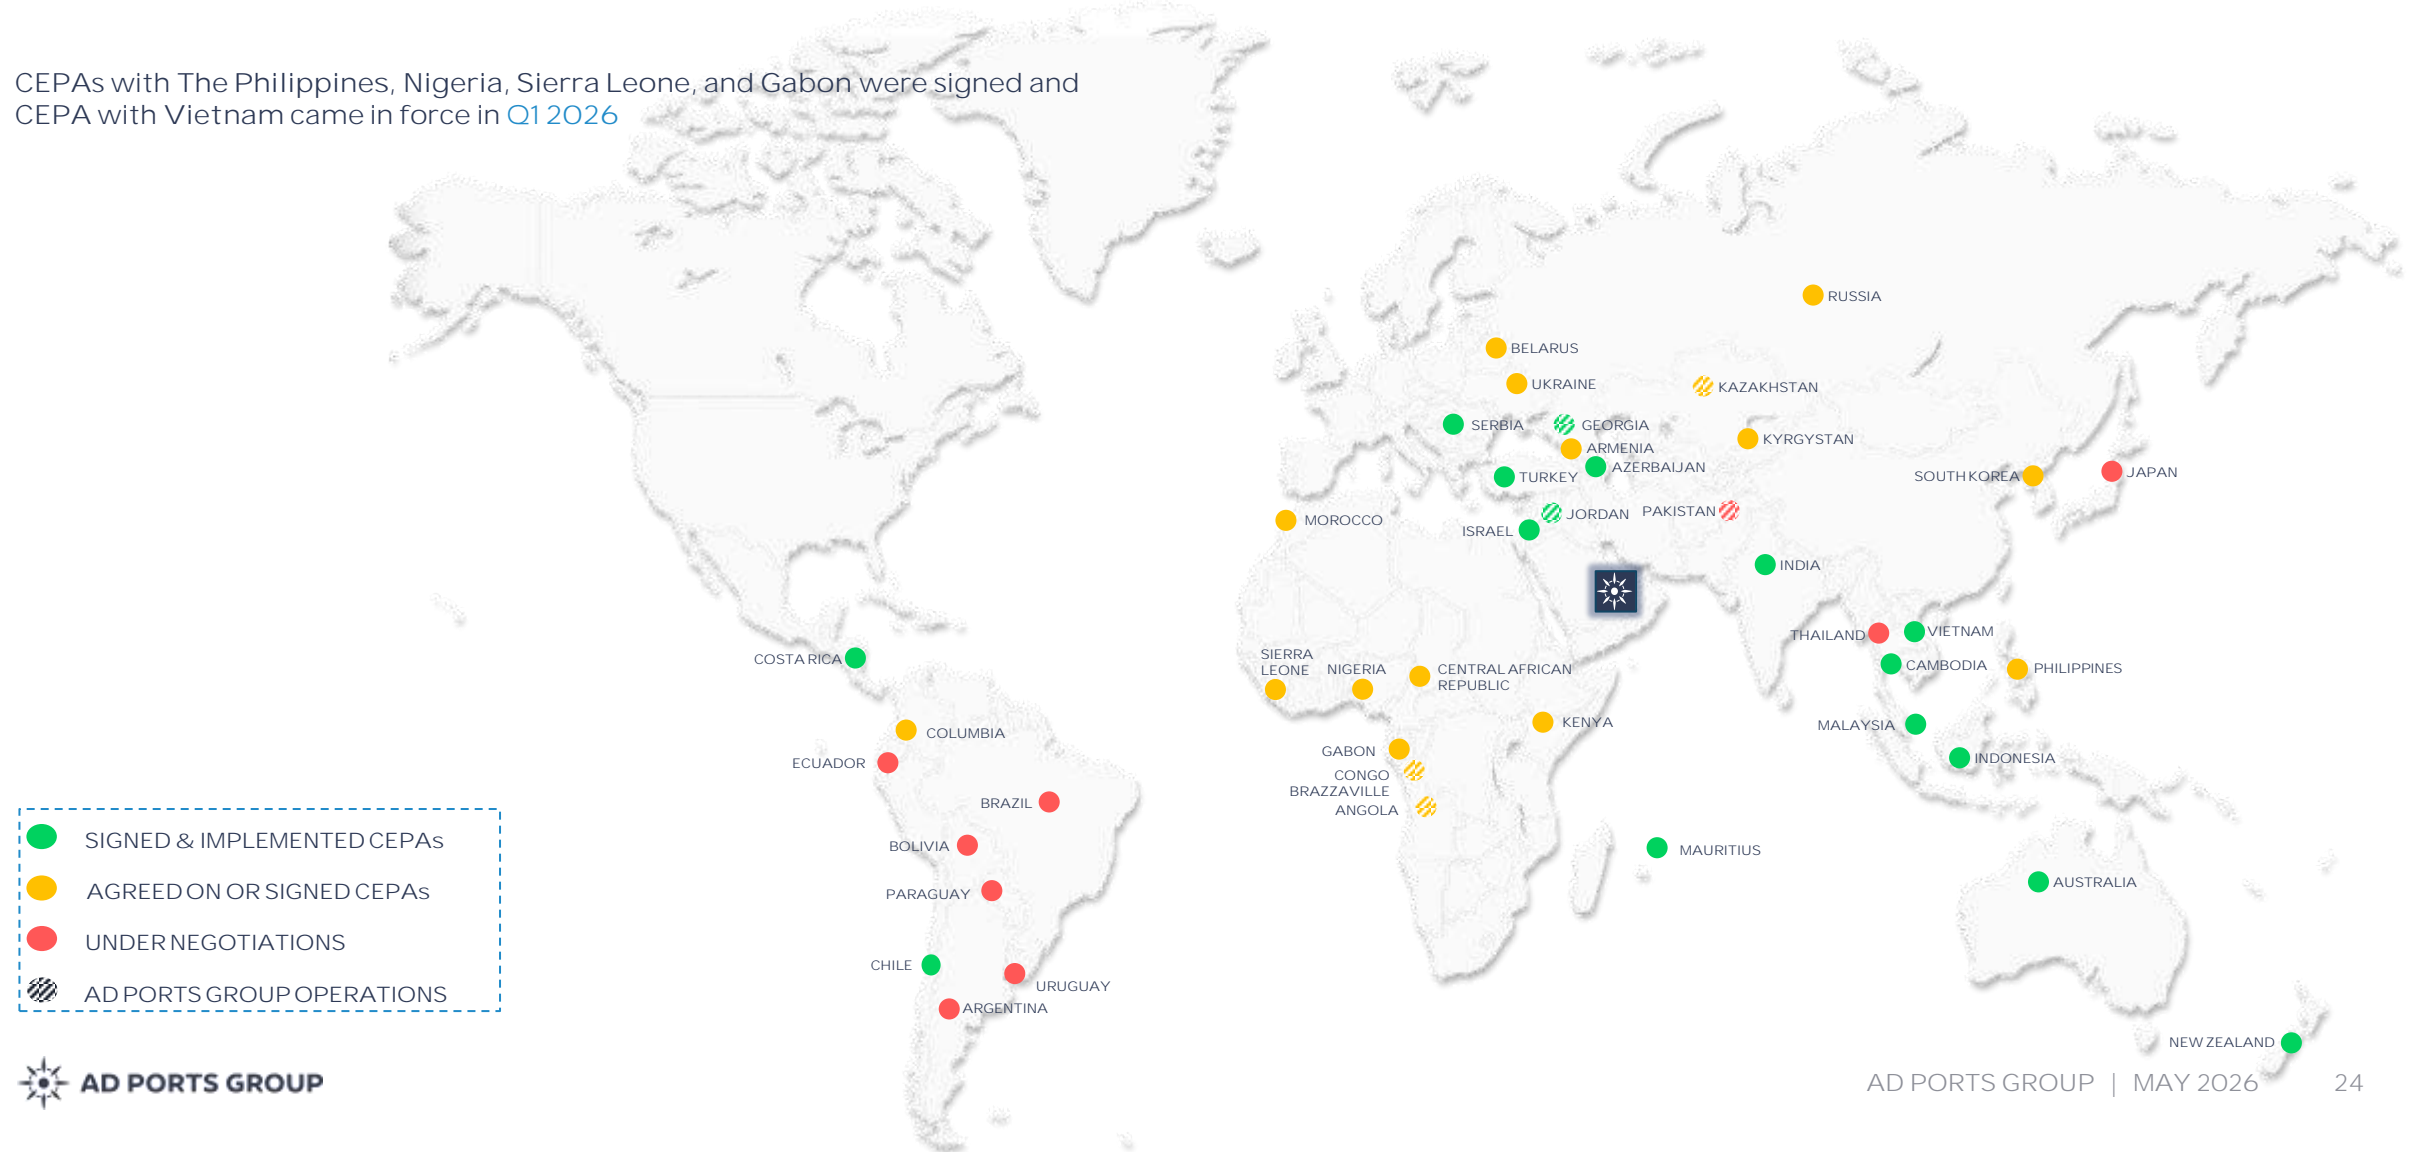 CEPAs with The Philippines, Nigeria, Sierra Leone, and Gabon were signed and
CEPA with Vietnam came in force in Q1 2026
RUSSIA
BELARUS
UKRAINE
KAZAKHSTAN
SERBIA
GEORGIA
KYRGYSTAN
ARMENIA
AZERBAIJAN
TURKEY
SOUTH KOREA
JAPAN
MOROCCO
JORDAN
PAKISTAN
ISRAEL
INDIA
THAILAND
VIETNAM
COSTA RICA
SIERRA
LEONE
NIGERIA
CENTRAL AFRICAN
REPUBLIC
CAMBODIA
PHILIPPINES
COLUMBIA
KENYA
MALAYSIA
ECUADOR
GABON
INDONESIA
CONGO
BRAZZAVILLE
ANGOLA
BRAZIL
BOLIVIA
MAURITIUS
PARAGUAY
AUSTRALIA
CHILE
URUGUAY
ARGENTINA
NEW ZEALAND
SIGNED & IMPLEMENTED CEPAs
AGREED ON OR SIGNED CEPAs
UNDER NEGOTIATIONS
AD PORTS GROUP OPERATIONS
AD PORTS GROUP
AD PORTS GROUP | MAY 2026 24